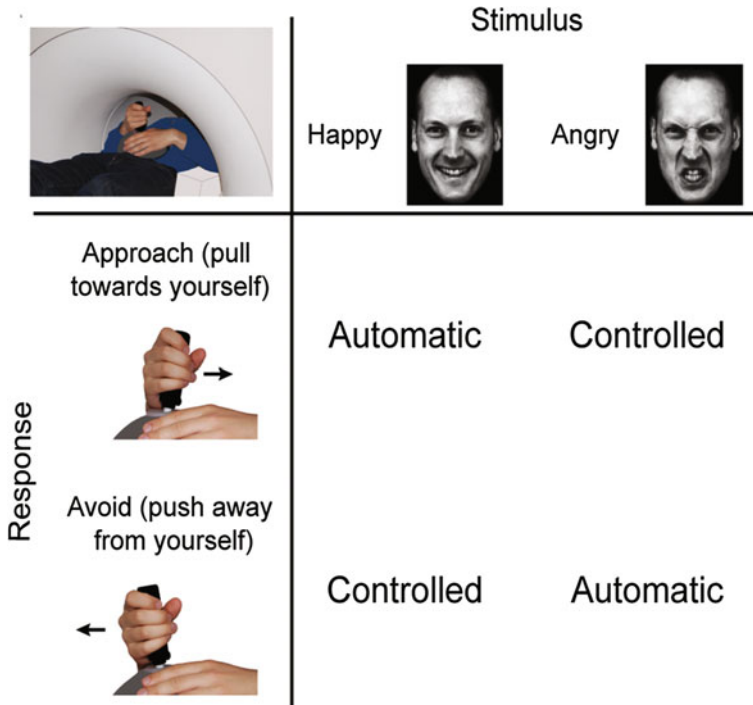 Stimulus
Happy
Angry
Approach (pull
towards yourself)
Automatic
Controlled
Response
Avoid (push away
from yourself)
Controlled
Automatic